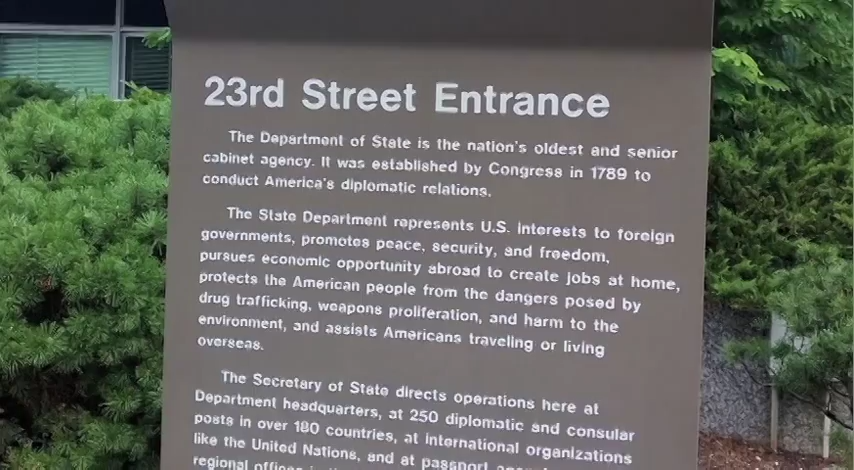 23rd Street Entrance
The Department of State is the nation's oldest and senior
cabinet agency. It was established by Congress in 1789 to
conduct America's diplomatic relations.
The State Department represents U.S. interests to foreign
governments, promotes peace, security, and freedom,
pursues economic opportunity abroad to create jobs at home,
protects the American people from the dangers posed by
drug trafficking, weapons proliferation, and harm to the
environment, and assists Americans traveling or living
overseas.
The Secretary of State directs operations here at
Department headquarters, at 250 diplomatic and consular
posts in over 180 countries, at international organizations
like the United Nations, and at passport
regional